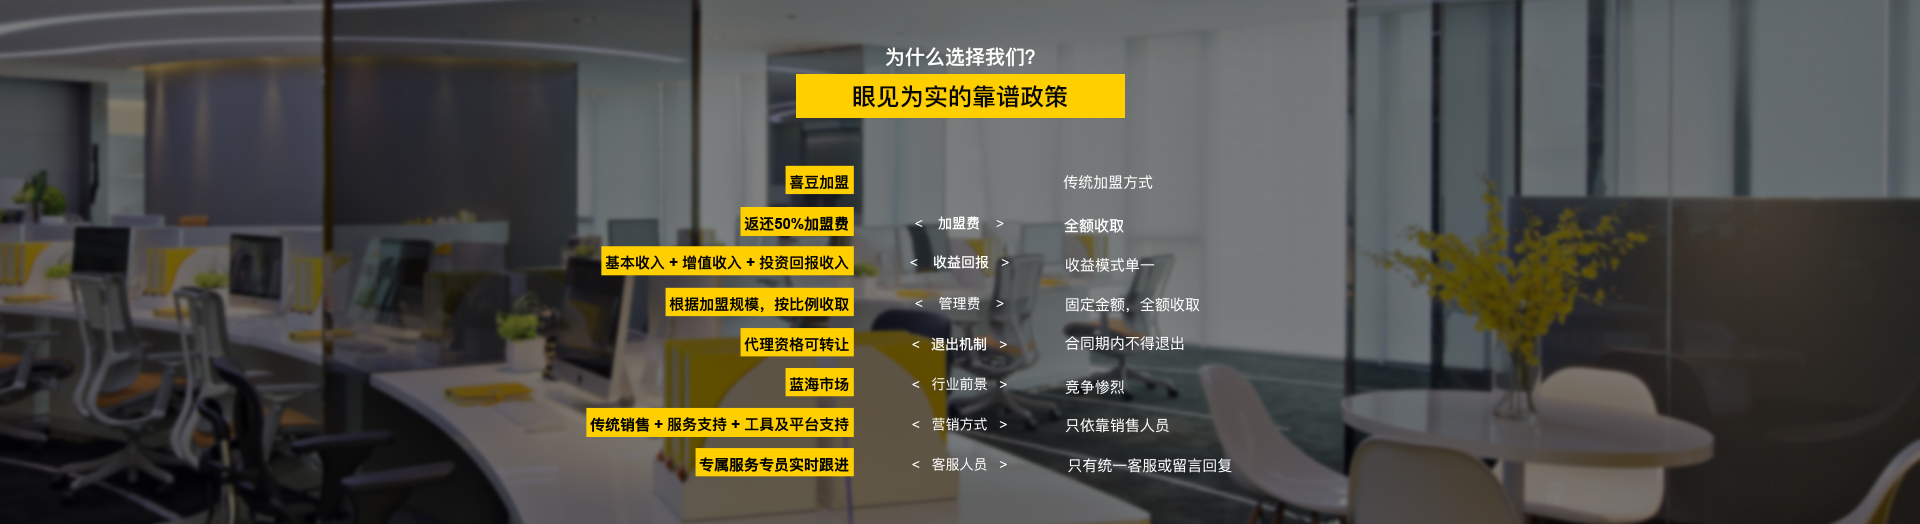 为什么选择我们?
眼见为实的靠谱政策
喜豆加盟 传统加盟方式
返还50%加盟费 < 加盟费 > 全额收取
基本收入 + 增值收入 + 投资回报收入 < 收益回报 > 收益模式单一
根据加盟规模，按比例收取 < 管理费 > 固定金额，全额收取
代理资格可转让 < 退出机制 > 合同期内不得退出
蓝海市场 < 行业前景 > 竞争惨烈
传统销售 + 服务支持 + 工具及平台支持 < 营销方式 > 只依靠销售人员
专属服务专员实时跟进 < 客服人员 > 只有统一客服或留言回复